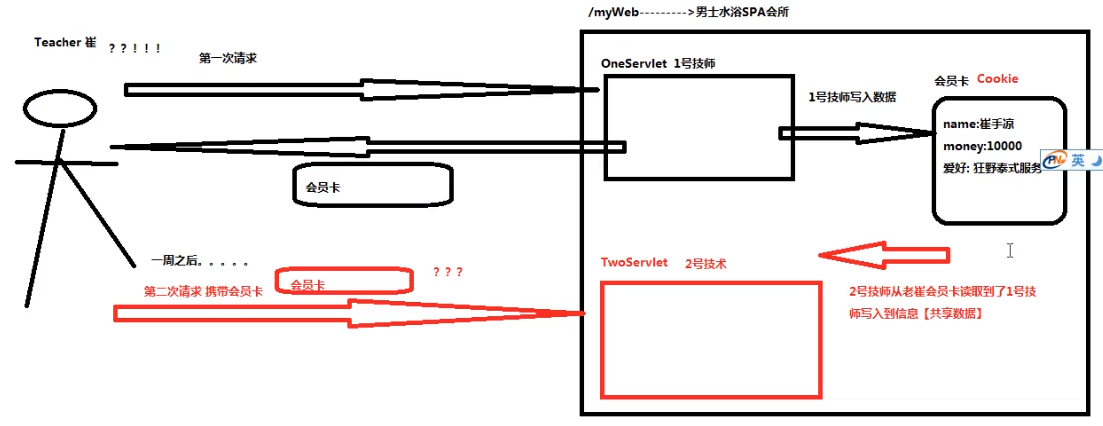 /myWeb--------->男士水浴SPA会所
Teacher 崔
？？！！！
第一次请求
OneServlet 1号技师
1号技师写入数据
会员卡 Cookie
name:崔手凉
money:10000
爱好: 狂野泰式服务
英
会员卡
一周之后。。。。。
会员卡
？？？
第二次请求 携带会员卡
TwoServlet 2号技术
2号技师从老崔会员卡读取到了1号技
师写入到信息【共享数据】